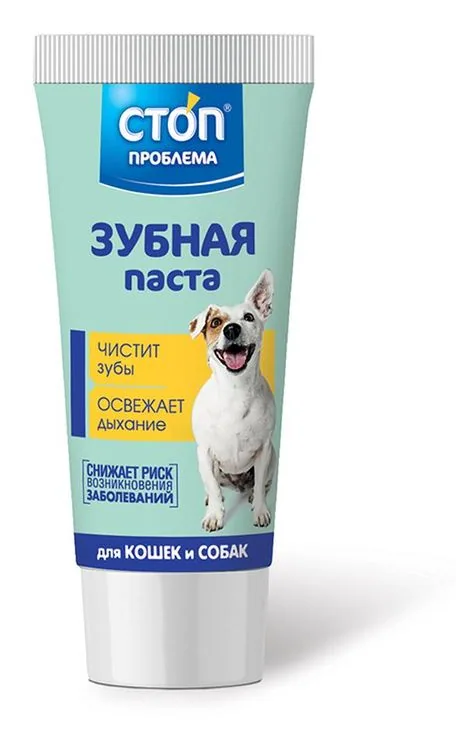 СТОП®
ПРОБЛЕМА
ЗУБНАЯ
паста
ЧИСТИТ
зубы
ОСВЕЖАЕТ
дыхание
СНИЖАЕТ РИСК
ВОЗНИКНОВЕНИЯ
ЗАБОЛЕВАНИЙ
для КОШЕК и СОБАК